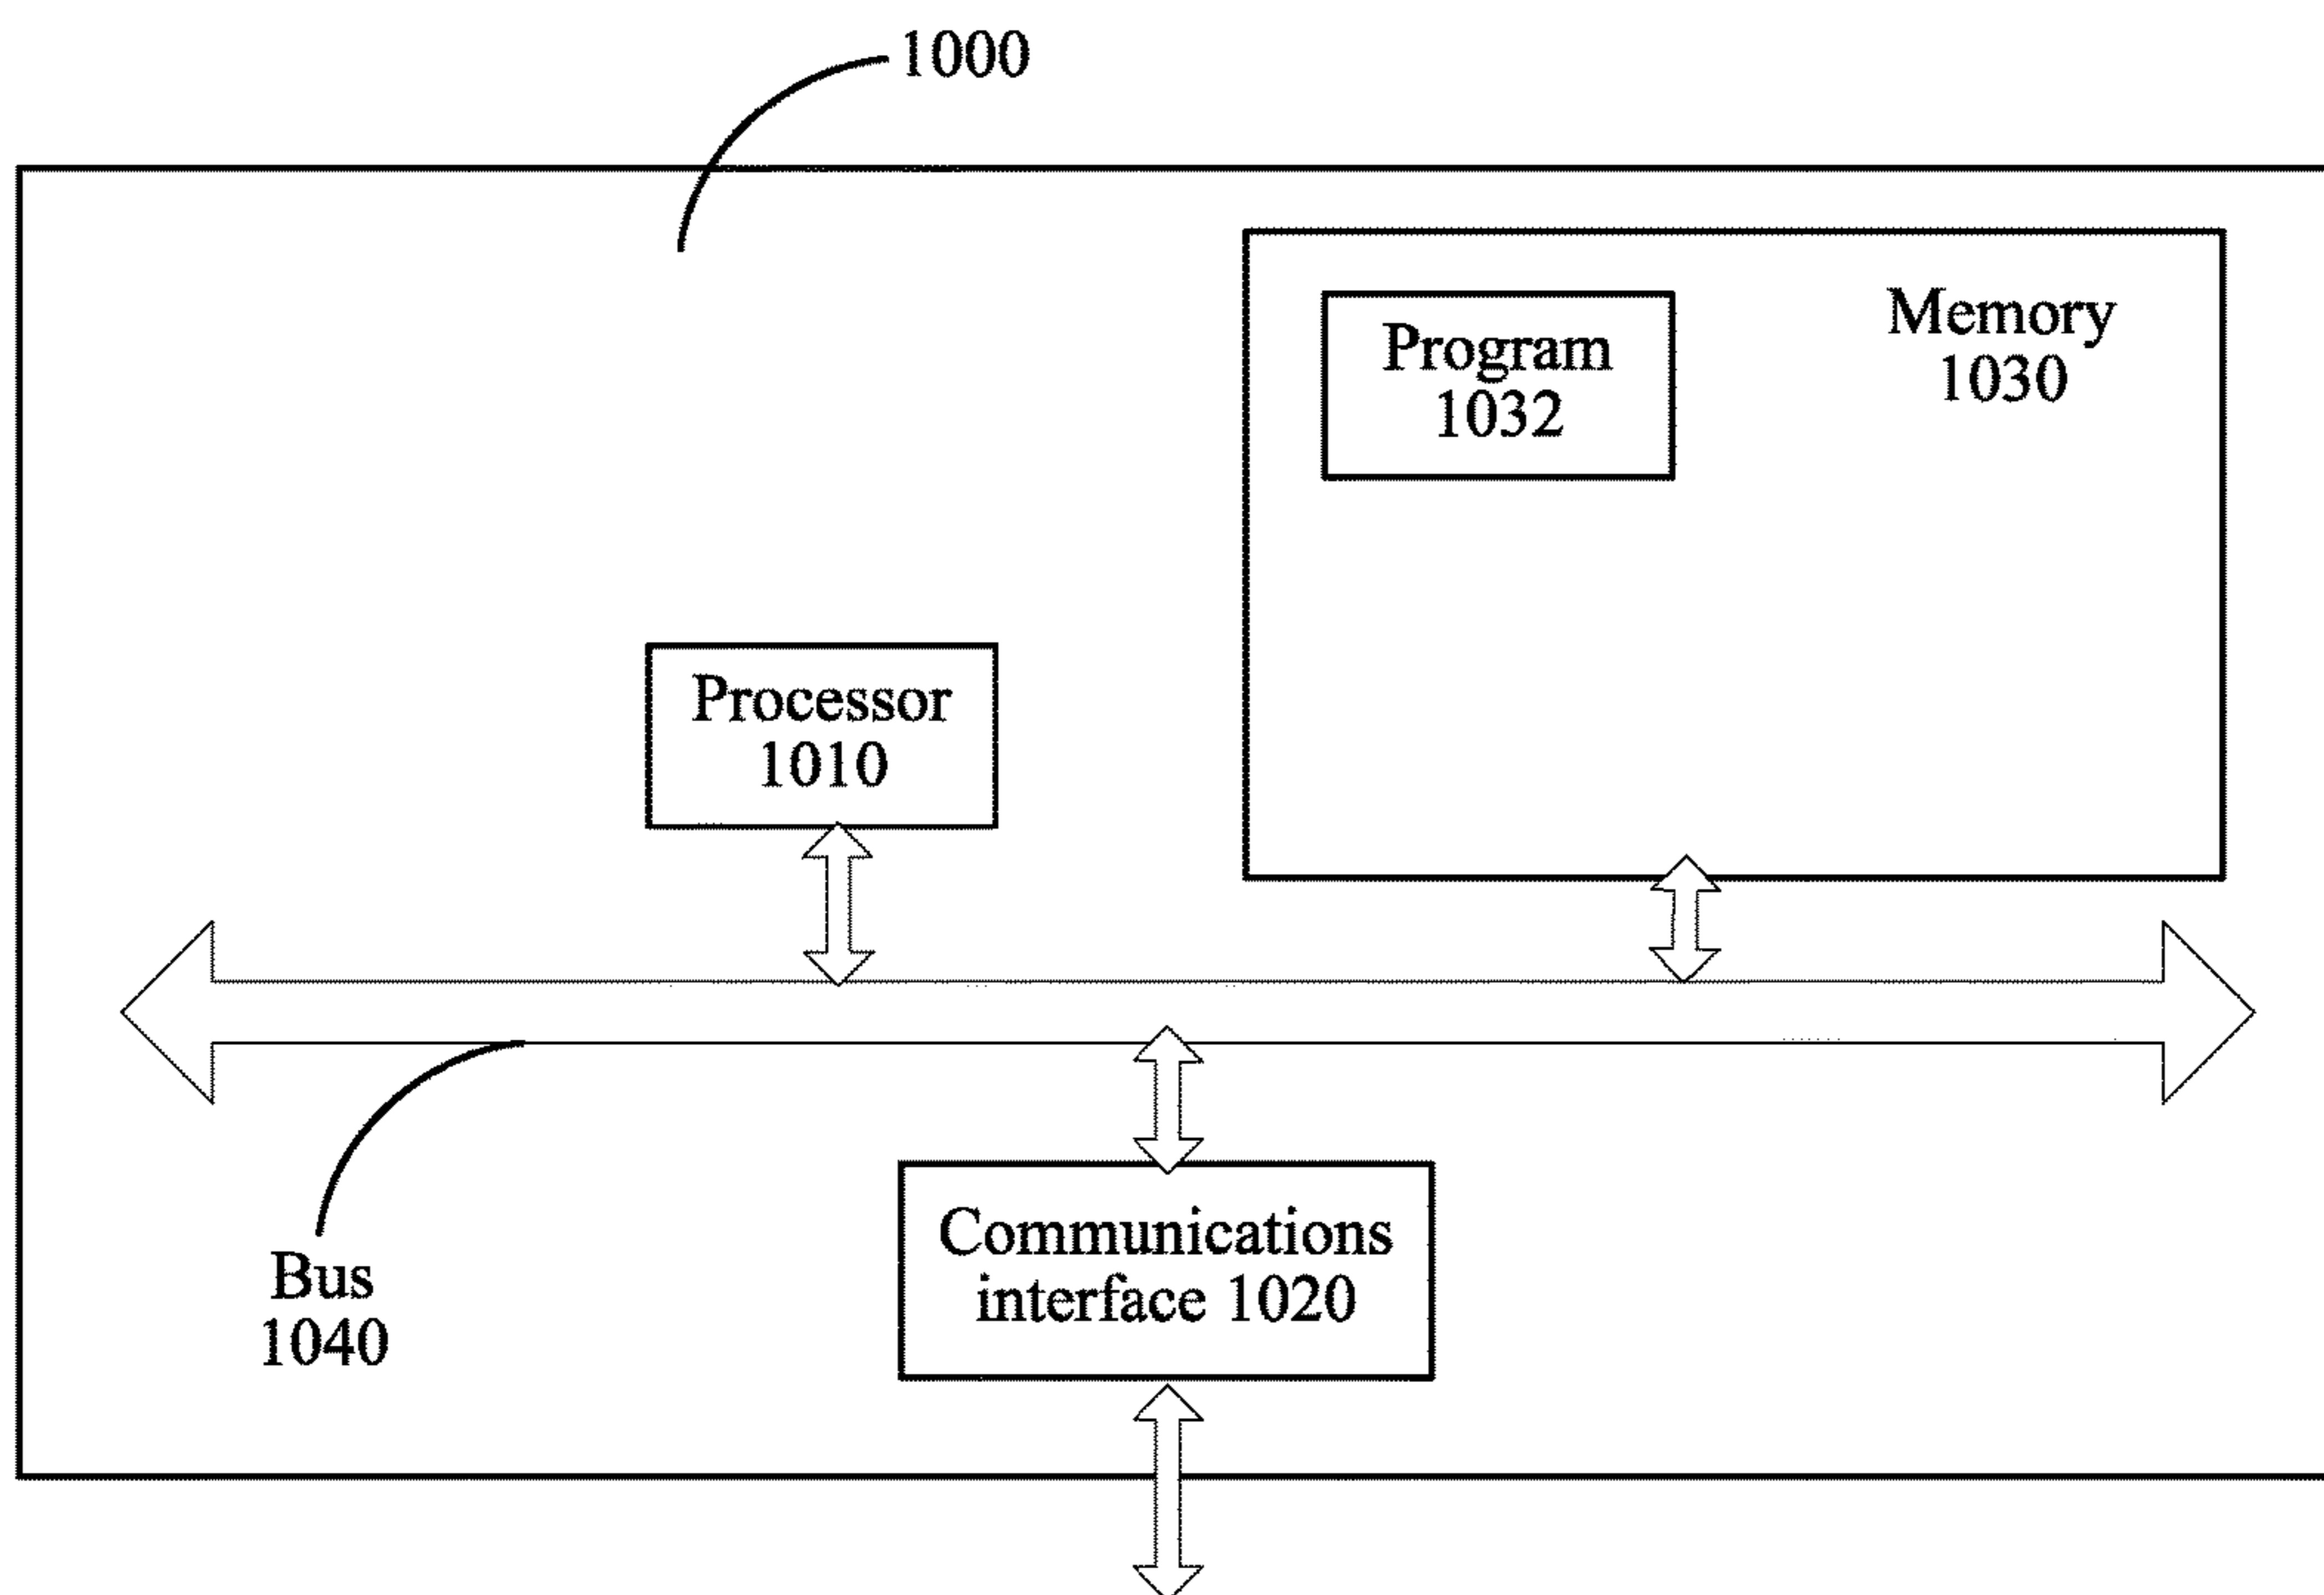 1000
Program
1032
Memory
1030
Processor
1010
Bus
1040
Communications
interface 1020